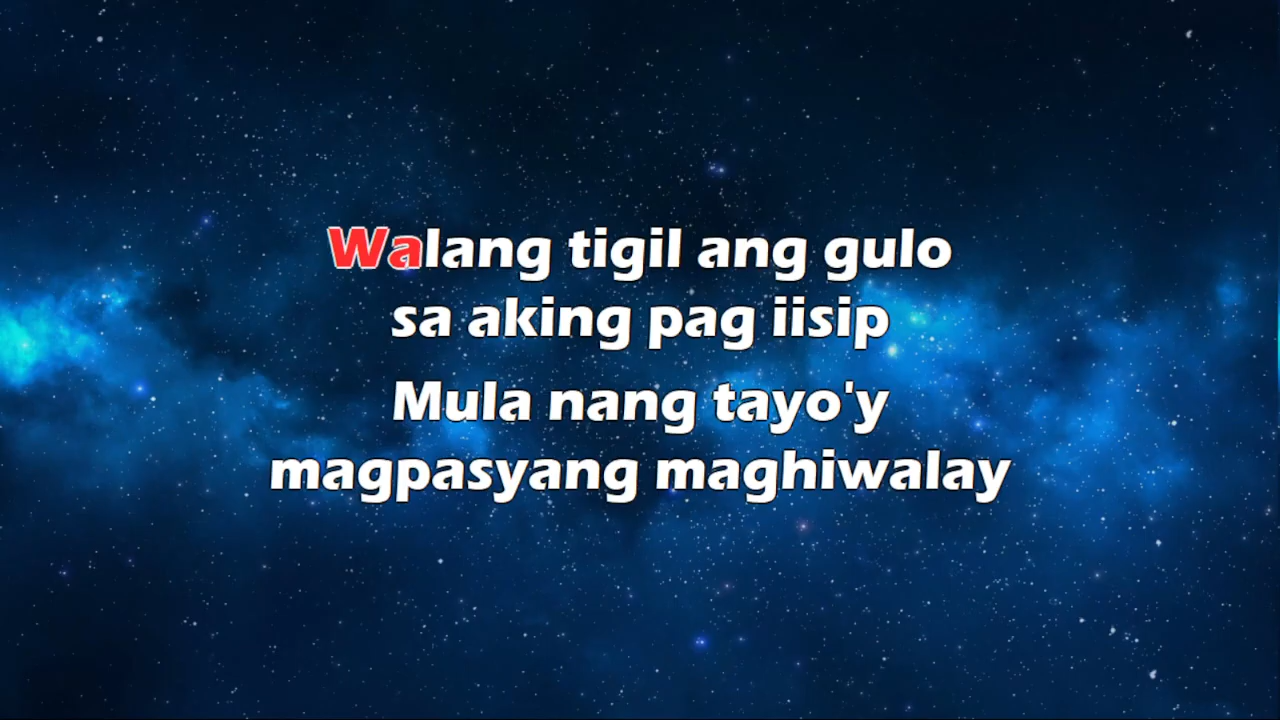 Walang tigil ang gulo
sa aking pag iisip
Mula nang tayo'y
magpasyang maghiwalay